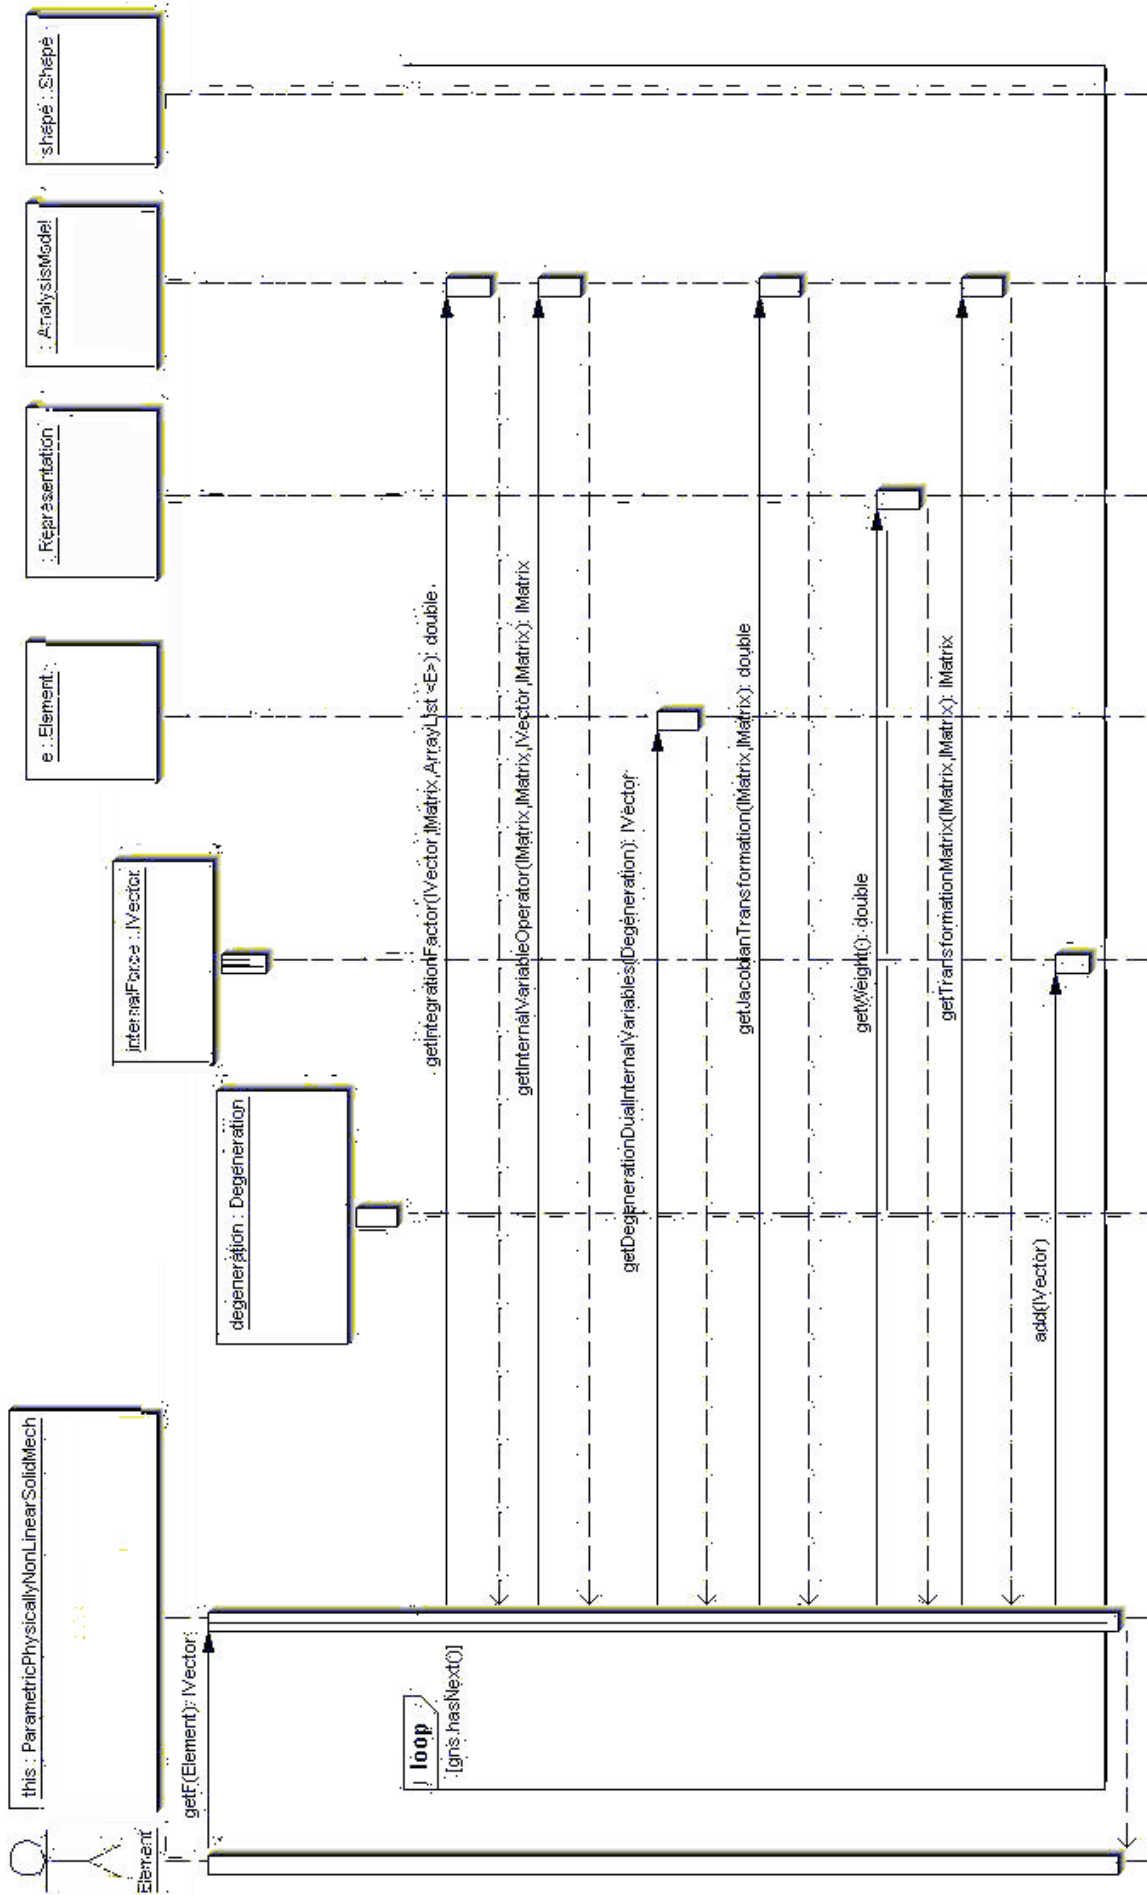 Element
this : ParametricPhysicallyNonLinearSolidMech
degeneration : Degeneration
internalForce : IVector
e : Element
: Representation
: AnalysisModel
shape : Shape
getF(Element): IVector
loop
[gns.hasNext()]
getIntegrationFactor(IVector,IMatrix,ArrayList <E>): double
getInternalVariableOperator(IMatrix,IMatrix,IVector,IMatrix): IMatrix
getDegenerationDualInternalVariables(Degeneration): IVector
getJacobianTransformation(IMatrix,IMatrix): double
getWeight(): double
getTransformationMatrix(IMatrix,IMatrix): IMatrix
add(IVector)